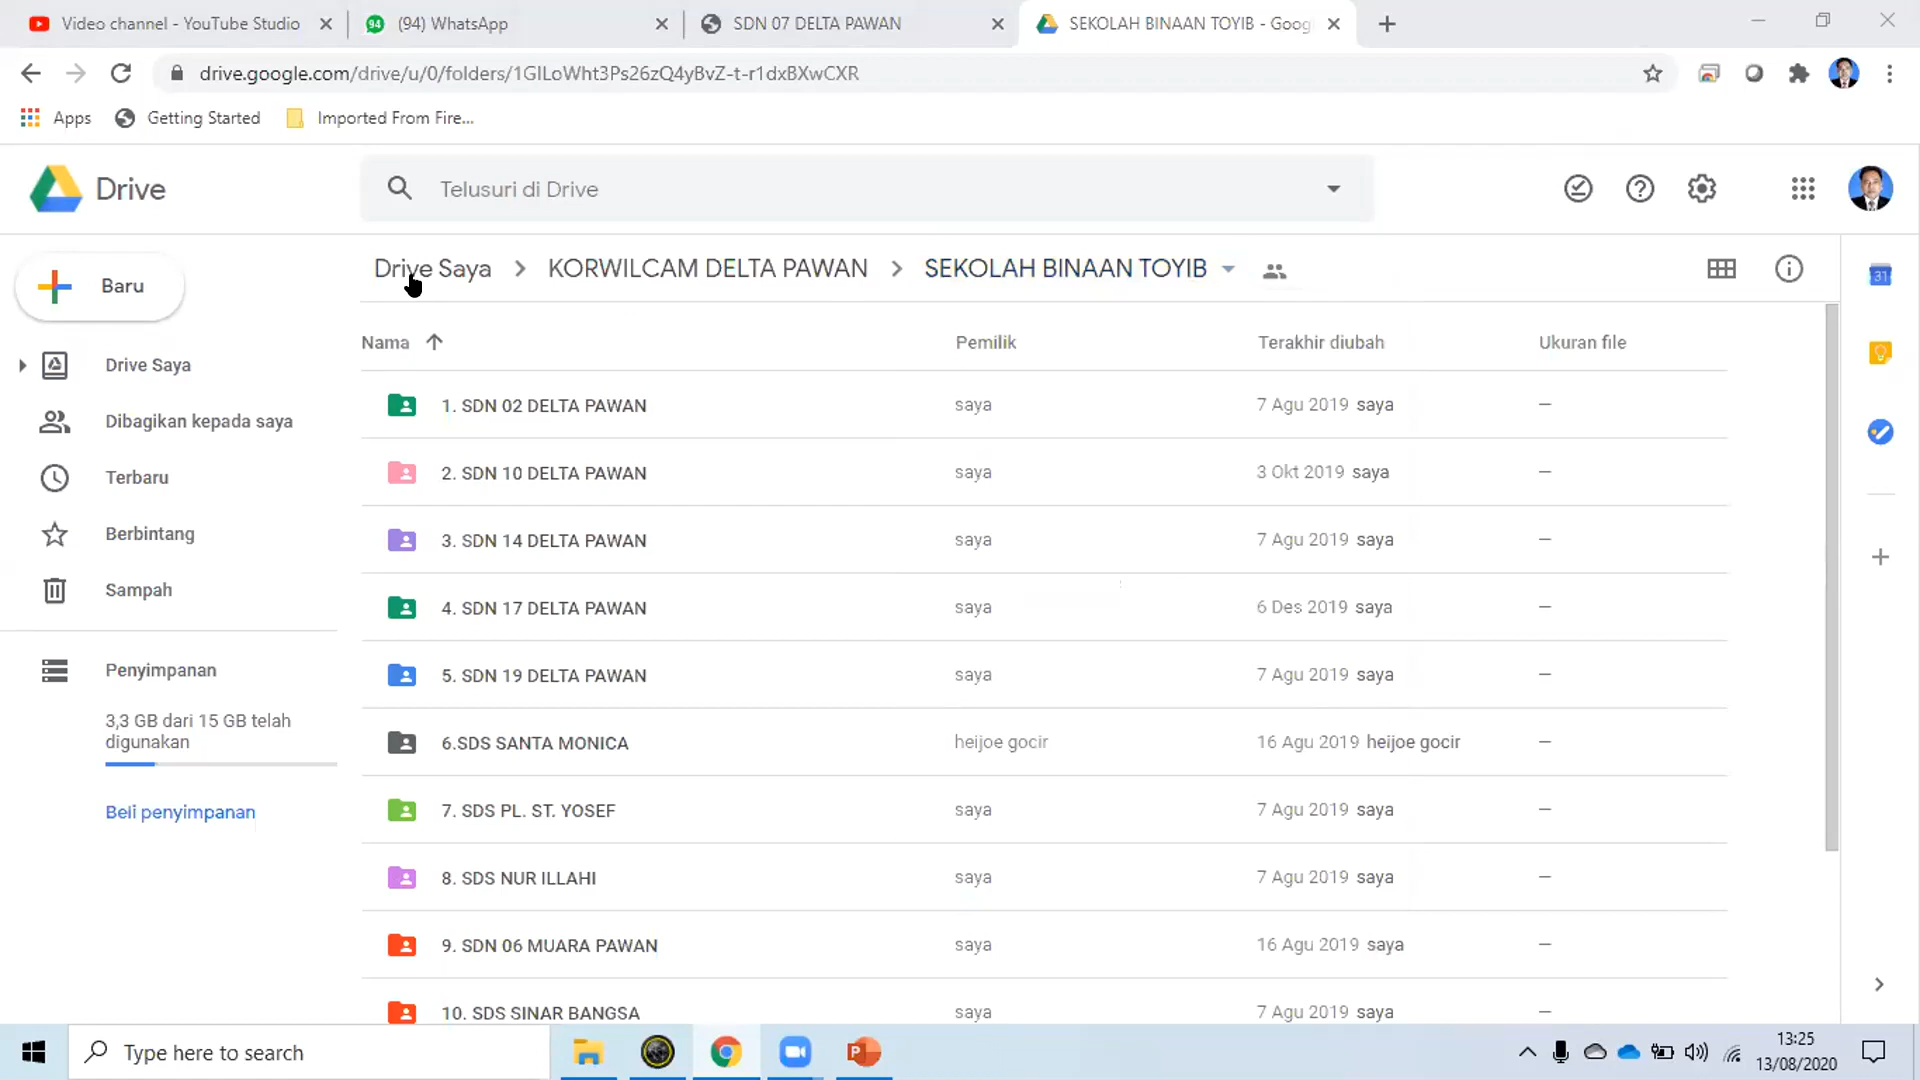 Video channel - YouTube Studio
94 (94) WhatsApp
SDN 07 DELTA PAWAN
SEKOLAH BINAAN TOYIB - Goog
drive.google.com/drive/u/0/folders/1GILoWht3Ps26zQ4yBvZ-t-r1dxBXwCXR
Apps
Getting Started
Imported From Fire...
Drive
Telusuri di Drive
Baru
Drive Saya > KORWILCAM DELTA PAWAN > SEKOLAH BINAAN TOYIB
31
Nama Pemilik Terakhir diubah Ukuran file
Drive Saya
Dibagikan kepada saya
Terbaru
Berbintang
Sampah
Penyimpanan
3,3 GB dari 15 GB telah
digunakan
Beli penyimpanan
1. SDN 02 DELTA PAWAN saya 7 Agu 2019 saya —
2. SDN 10 DELTA PAWAN saya 3 Okt 2019 saya —
3. SDN 14 DELTA PAWAN saya 7 Agu 2019 saya —
4. SDN 17 DELTA PAWAN saya 6 Des 2019 saya —
5. SDN 19 DELTA PAWAN saya 7 Agu 2019 saya —
6.SDS SANTA MONICA heijoe gocir 16 Agu 2019 heijoe gocir —
7. SDS PL. ST. YOSEF saya 7 Agu 2019 saya —
8. SDS NUR ILLAHI saya 7 Agu 2019 saya —
9. SDN 06 MUARA PAWAN saya 16 Agu 2019 saya —
10. SDS SINAR BANGSA saya 7 Agu 2019 saya —
Type here to search
13:25
13/08/2020